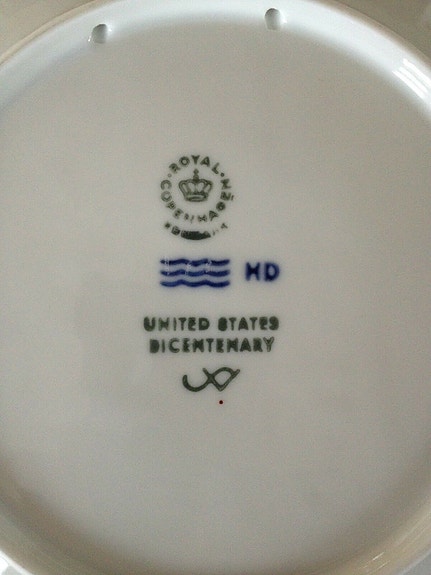 ROYAL
COPENHAGEN
HD
UNITED STATES
BICENTENARY